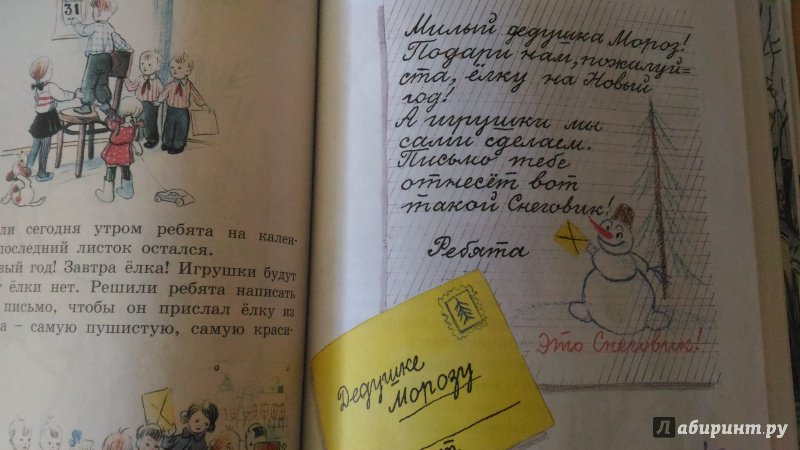 31
ли сегодня утром ребята на кален-
последний листок остался.
вый год! Завтра ёлка! Игрушки будут
ёлки нет. Решили ребята написать
письмо, чтобы он прислал ёлку из
а – самую пушистую, самую краси-
Милый дедушка Мороз!
Подари нам, пожалуй=
ста, ёлку на Новый
год!
А игрушки мы
сами сделаем.
Письмо тебе
отнесёт вот
такой Снеговик!
Ребята
Это Снеговик!
Дедушке
Морозу
Лабиринт.ру